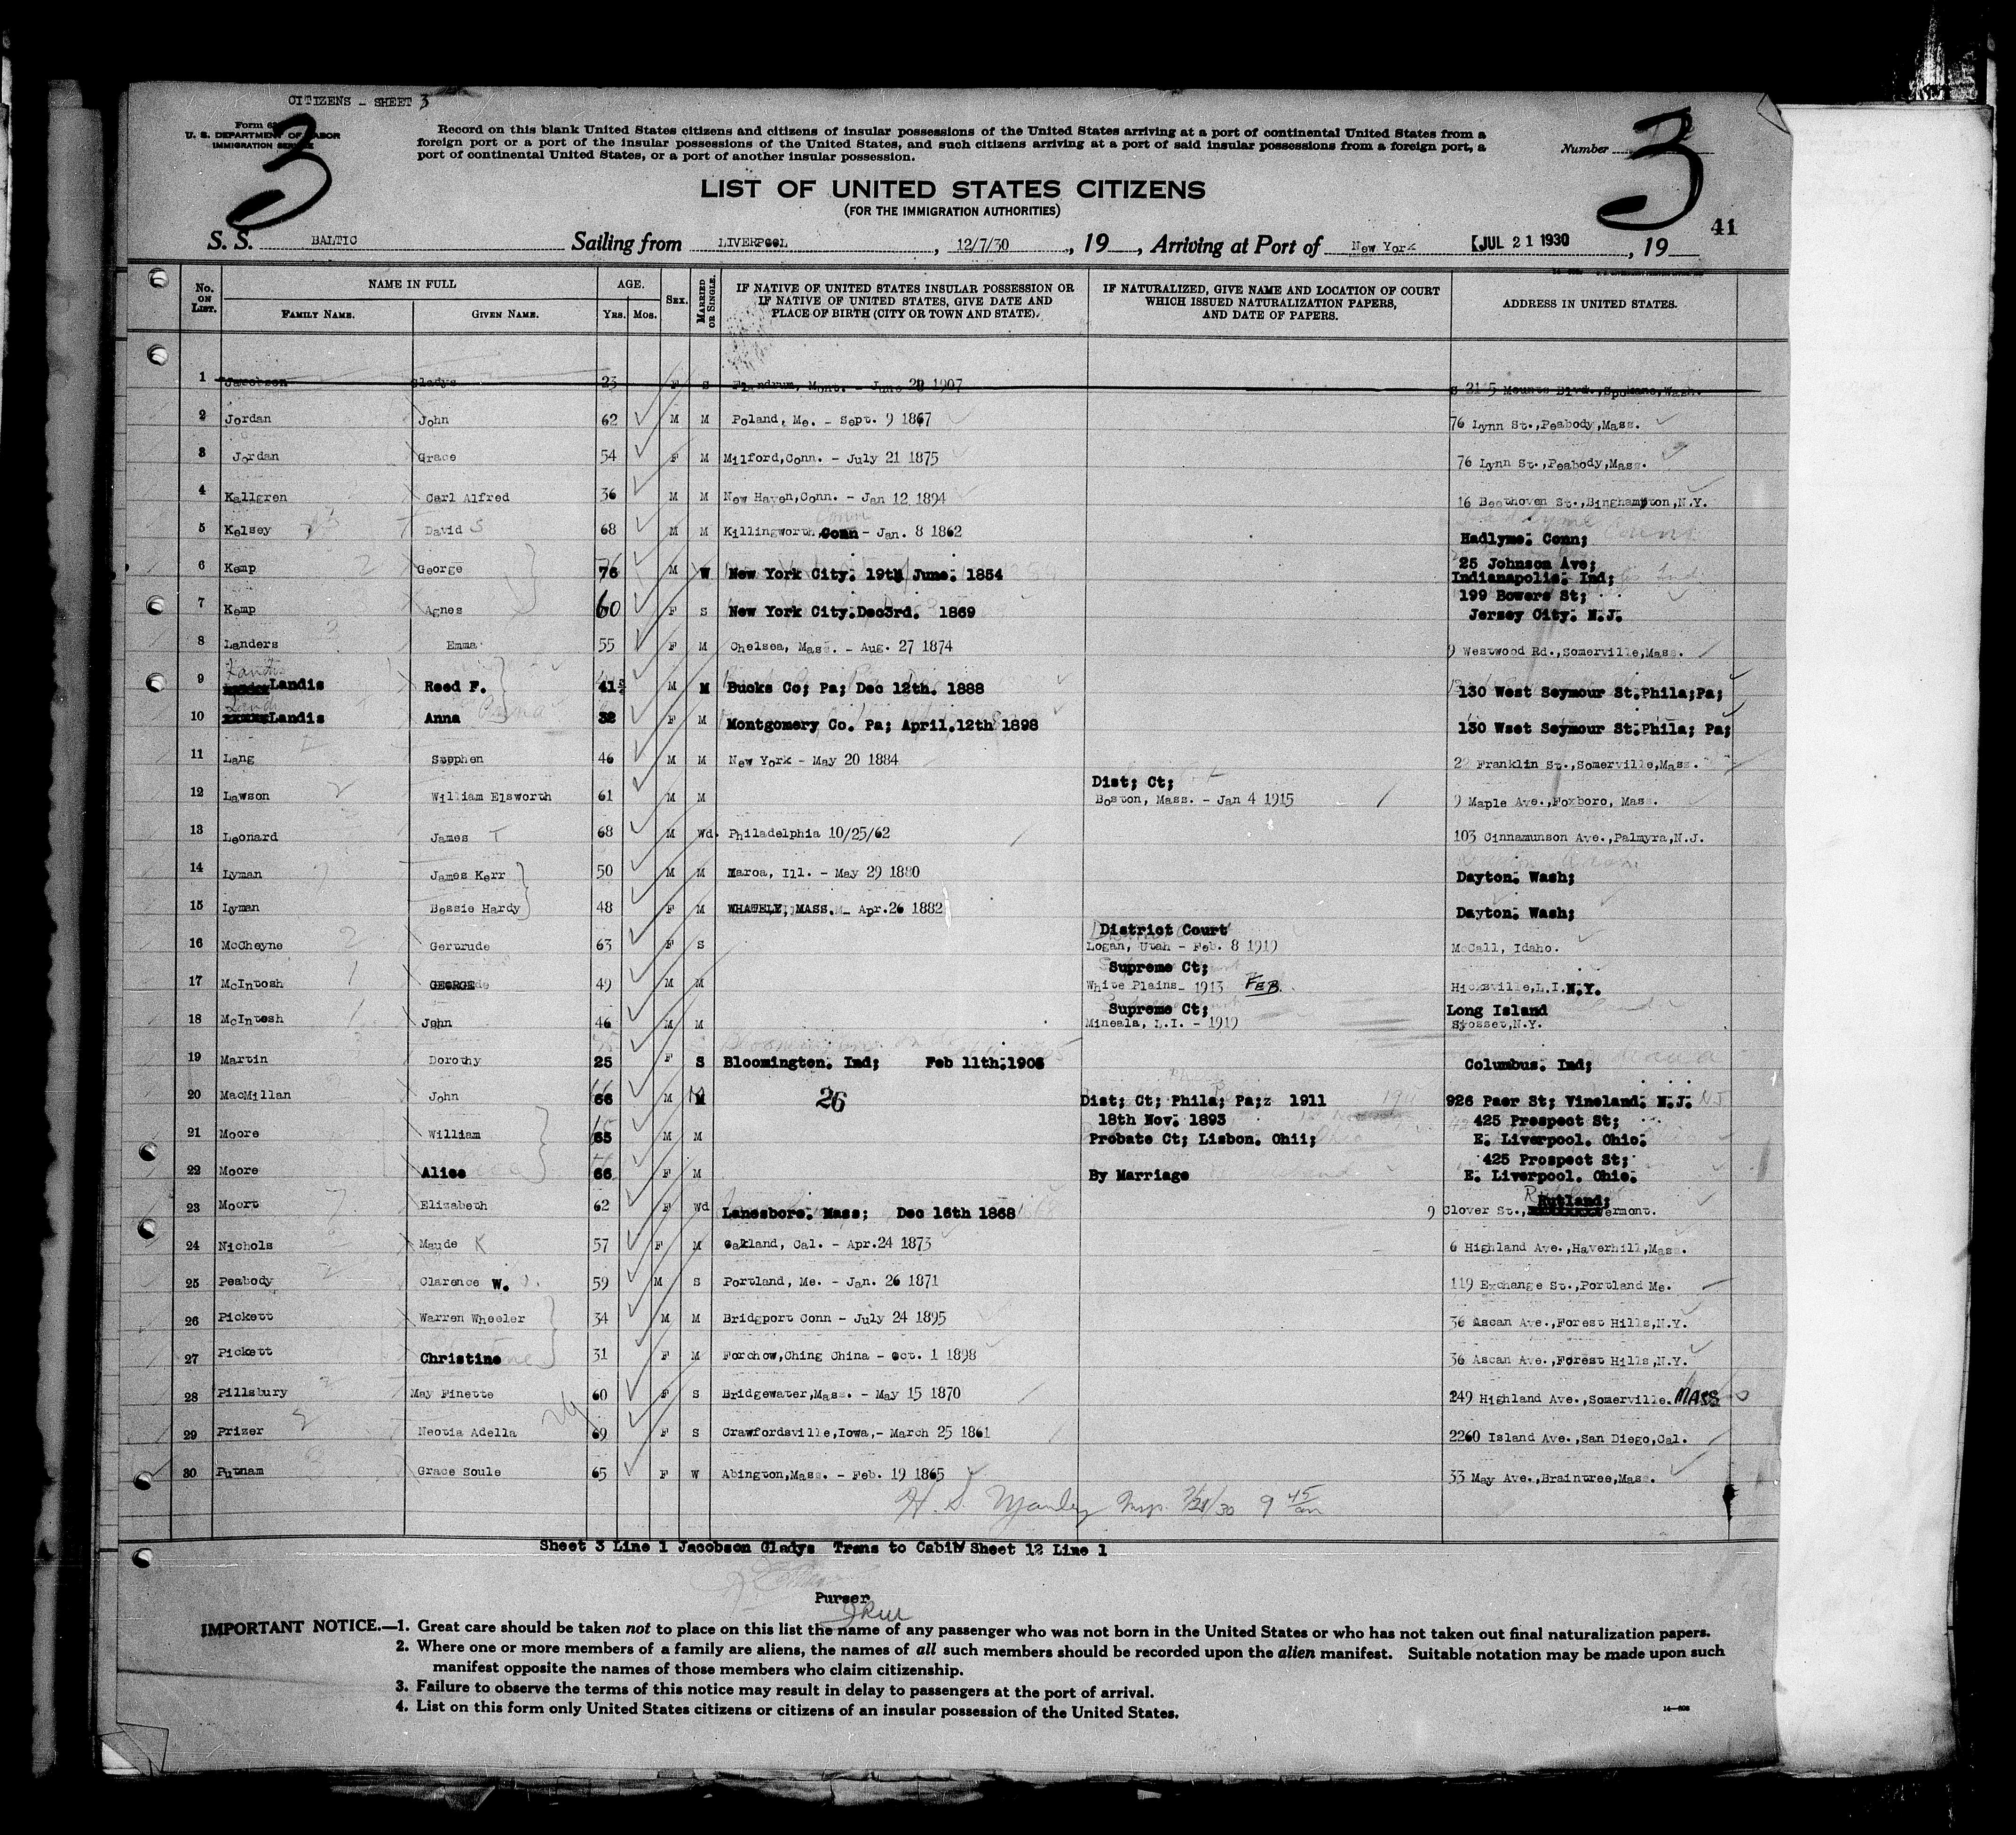 CITIZENS - SHEET 3
3
U. S. DEPARTMENT OF LABOR
IMMIGRATION SERVICE
Record on this blank United States citizens and citizens of insular possessions of the United States arriving at a port of continental United States from a
foreign port or a port of the insular possessions of the United States, and such citizens arriving at a port of said insular possessions from a foreign port, a
port of continental United States, or a port of another insular possession.
Number 3
LIST OF UNITED STATES CITIZENS
(FOR THE IMMIGRATION AUTHORITIES)
41
S. S. BALTIC Sailing from LIVERPOOL, 12/7/30, 19, Arriving at Port of New York JUL 21 1930, 19
No. ON LIST. NAME IN FULL FAMILY NAME. GIVEN NAME. AGE. YRS. MOS. SEX. MARRIED OR SINGLE. IF NATIVE OF UNITED STATES INSULAR POSSESSION OR IF NATIVE OF UNITED STATES, GIVE DATE AND PLACE OF BIRTH (CITY OR TOWN AND STATE). IF NATURALIZED, GIVE NAME AND LOCATION OF COURT WHICH ISSUED NATURALIZATION PAPERS, AND DATE OF PAPERS. ADDRESS IN UNITED STATES.
1 Jacobson Gladys 23 F S Mont. - June 1907 Spokane, Wash.
2 Jordan John 62 M M Poland, Me. - Sept. 9 1867 76 Lynn St., Peabody, Mass.
3 Jordan Grace 54 F M Milford, Conn. - July 21 1875 76 Lynn St., Peabody, Mass.
4 Kallgren Carl Alfred 36 M M New Haven, Conn. - Jan 12 1894 16 Beethoven St., Binghampton, N.Y.
5 Kelsey David S 68 M M Killingworth, Conn - Jan. 8 1862 Hadlyme. Conn;
6 Kemp George 76 M W New York City. 19th June. 1854 25 Johnson Ave; Indianapolis. Ind;
7 Kemp Agnes 60 F S New York City. Dec3rd. 1869 199 Bowers St; Jersey City. N.J.
8 Landers Emma 55 F M Chelsea, Mass. - Aug. 27 1874 9 Westwood Rd., Somerville, Mass.
9 Landis Reed F. 41 M M Bucks Co; Pa; Dec 12th. 1888 130 West Seymour St. Phila; Pa;
10 Landis Anna 32 F M Montgomery Co. Pa; April. 12th 1898 130 Wset Seymour St. Phila; Pa;
11 Lang Stephen 46 M M New York - May 20 1884 22 Franklin St., Somerville, Mass.
12 Lawson William Elsworth 61 M M Dist; Ct; Boston, Mass. - Jan 4 1915 9 Maple Ave., Foxboro, Mass.
13 Leonard James T 68 M Wd. Philadelphia 10/25/62 103 Cinnamunson Ave., Palmyra, N.J.
14 Lyman James Kerr 50 M M Maroa, Ill. - May 29 1880 Dayton. Wash;
15 Lyman Bessie Hardy 48 F M WHATELY, MASS. - Apr. 26 1882 Dayton. Wash;
16 McCheyne Gertrude 63 F S District Court Logan, Utah - Feb. 8 1919 McCall, Idaho.
17 McIntosh GEORGE 49 M M Supreme Ct; White Plains - 1913 FEB. Hicksville, L.I. N.Y.
18 McIntosh John 46 M M Supreme Ct; Mineala, L.I. - 1919 Long Island Syosset, N.Y.
19 Martin Dorothy 25 F S Bloomington. Ind; Feb 11th. 1905 Columbus. Ind;
20 MacMillan John 66 M M 26 Dist; Ct; Phila; Pa; 1911 926 Paer St; Vineland. N.J.
21 Moore William 65 M M 18th Nov. 1893 Probate Ct; Lisbon. Ohii; 425 Prospect St; E. Liverpool. Ohio.
22 Moore Alice 66 F M By Marriage 425 Prospect St; E. Liverpool. Ohio.
23 Moort Elizabeth 62 F Wd Lanesboro. Mass; Dec 16th 1868 9 Clover St., Rutland; Vermont.
24 Nichols Maude K 57 F M Oakland, Cal. - Apr. 24 1873 6 Highland Ave., Haverhill, Mass.
25 Peabody Clarence W. 59 M S Portland, Me. - Jan. 26 1871 119 Exchange St., Portland Me.
26 Pickett Warren Wheeler 34 M M Bridgport Conn - July 24 1895 36 Ascan Ave., Forest Hills, N.Y.
27 Pickett Christine 31 F M Forchow, Ching China - Oct. 1 1898 36 Ascan Ave., Forest Hills, N.Y.
28 Pillsbury May Finette 60 F S Bridgewater, Mass. - May 15 1870 249 Highland Ave., Somerville. MASS
29 Prizer Neotia Adella 69 F S Crawfordsville, Iowa, - March 25 1861 2260 Island Ave., San Diego, Cal.
30 Putnam Grace Soule 65 F W Abington, Mass. - Feb. 19 1865 33 May Ave., Braintree, Mass.
H. S. Manley Insp. 7/21/30 9 45 am
Sheet 3 Line 1 Jacobson Gladys Trans to Cabin Sheet 12 Line 1
Purser
IMPORTANT NOTICE.—1. Great care should be taken not to place on this list the name of any passenger who was not born in the United States or who has not taken out final naturalization papers.
2. Where one or more members of a family are aliens, the names of all such members should be recorded upon the alien manifest. Suitable notation may be made upon such
manifest opposite the names of those members who claim citizenship.
3. Failure to observe the terms of this notice may result in delay to passengers at the port of arrival.
4. List on this form only United States citizens or citizens of an insular possession of the United States.